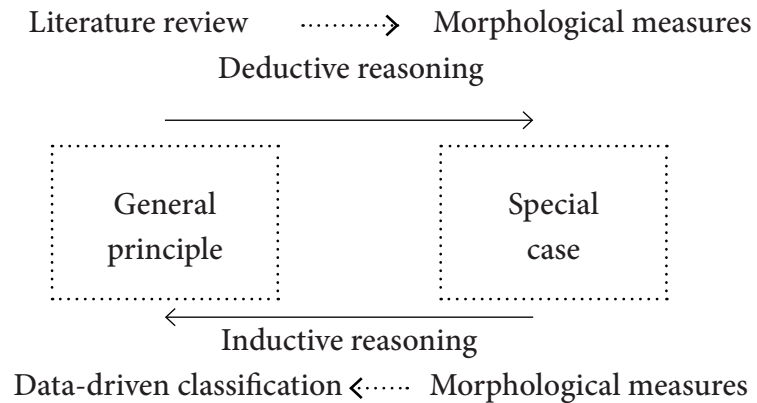 Literature review Morphological measures
Deductive reasoning
General
principle
Special
case
Inductive reasoning
Data-driven classification Morphological measures